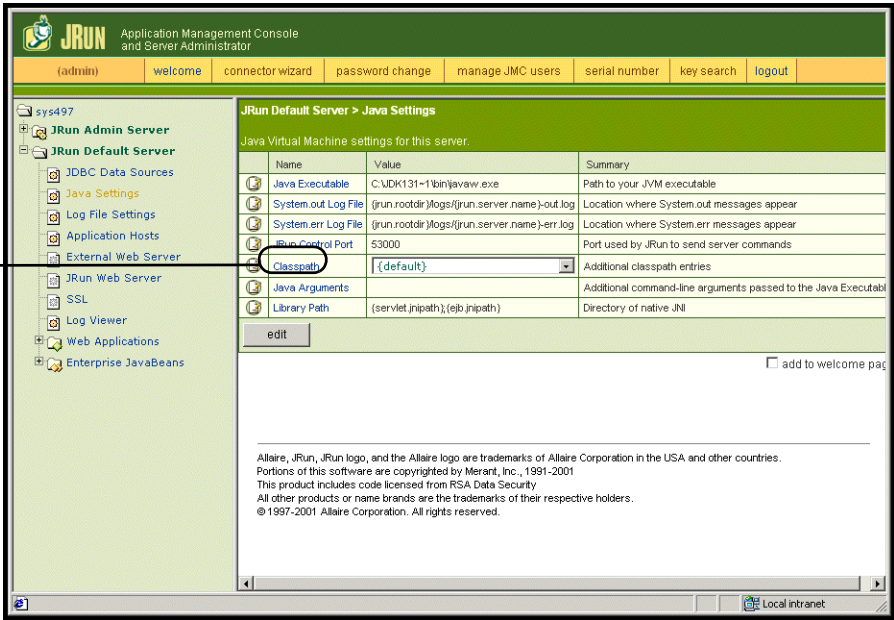 JRUN Application Management Console
and Server Administrator
(admin) welcome connector wizard password change manage JMC users serial number key search logout
sys497
JRun Admin Server
JRun Default Server
JDBC Data Sources
Java Settings
Log File Settings
Application Hosts
External Web Server
JRun Web Server
SSL
Log Viewer
Web Applications
Enterprise JavaBeans
JRun Default Server > Java Settings
Java Virtual Machine settings for this server.
Name Value Summary
Java Executable C:\JDK131~1\bin\javaw.exe Path to your JVM executable
System.out Log File {jrun.rootdir}/logs/{jrun.server.name}-out.log Location where System.out messages appear
System.err Log File {jrun.rootdir}/logs/{jrun.server.name}-err.log Location where System.err messages appear
JRun Control Port 53000 Port used by JRun to send server commands
Classpath {default} Additional classpath entries
Java Arguments Additional command-line arguments passed to the Java Executabl
Library Path {servlet.jnipath};{ejb.jnipath} Directory of native JNI
edit
add to welcome pag
Allaire, JRun, JRun logo, and the Allaire logo are trademarks of Allaire Corporation in the USA and other countries.
Portions of this software are copyrighted by Merant, Inc., 1991-2001
This product includes code licensed from RSA Data Security
All other products or name brands are the trademarks of their respective holders.
© 1997-2001 Allaire Corporation. All rights reserved.
Local intranet